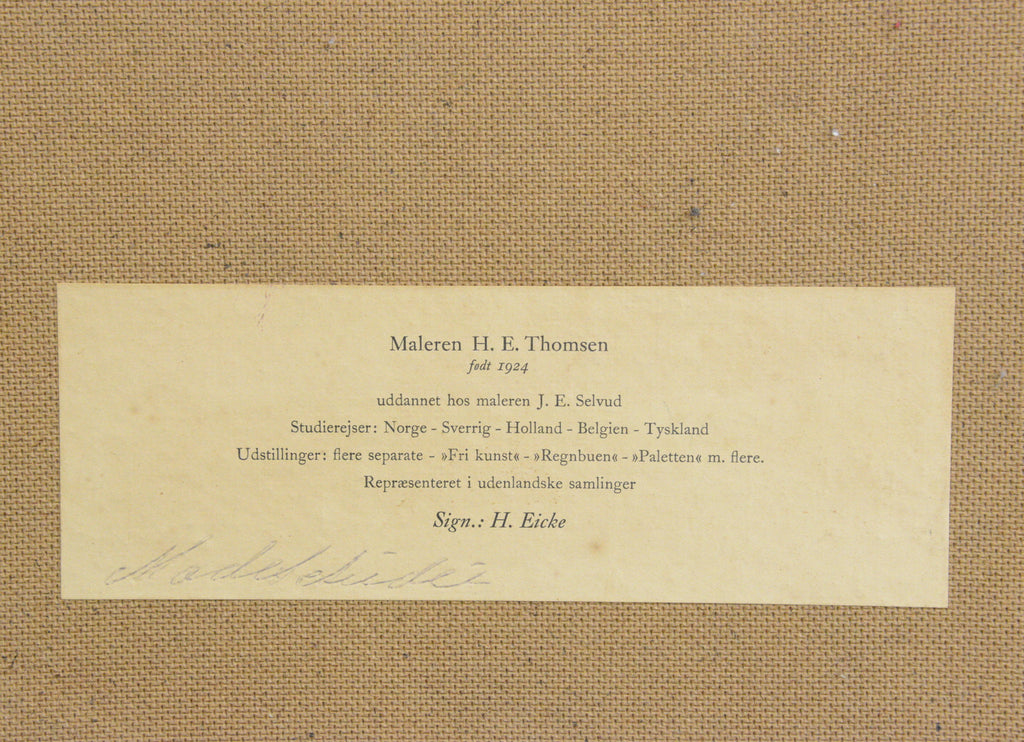 Maleren H. E. Thomsen
født 1924
uddannet hos maleren J. E. Selvud
Studierejser: Norge - Sverrig - Holland - Belgien - Tyskland
Udstillinger: flere separate - »Fri kunst« - »Regnbuen« - »Paletten« m. flere.
Repræsenteret i udenlandske samlinger
Sign.: H. Eicke